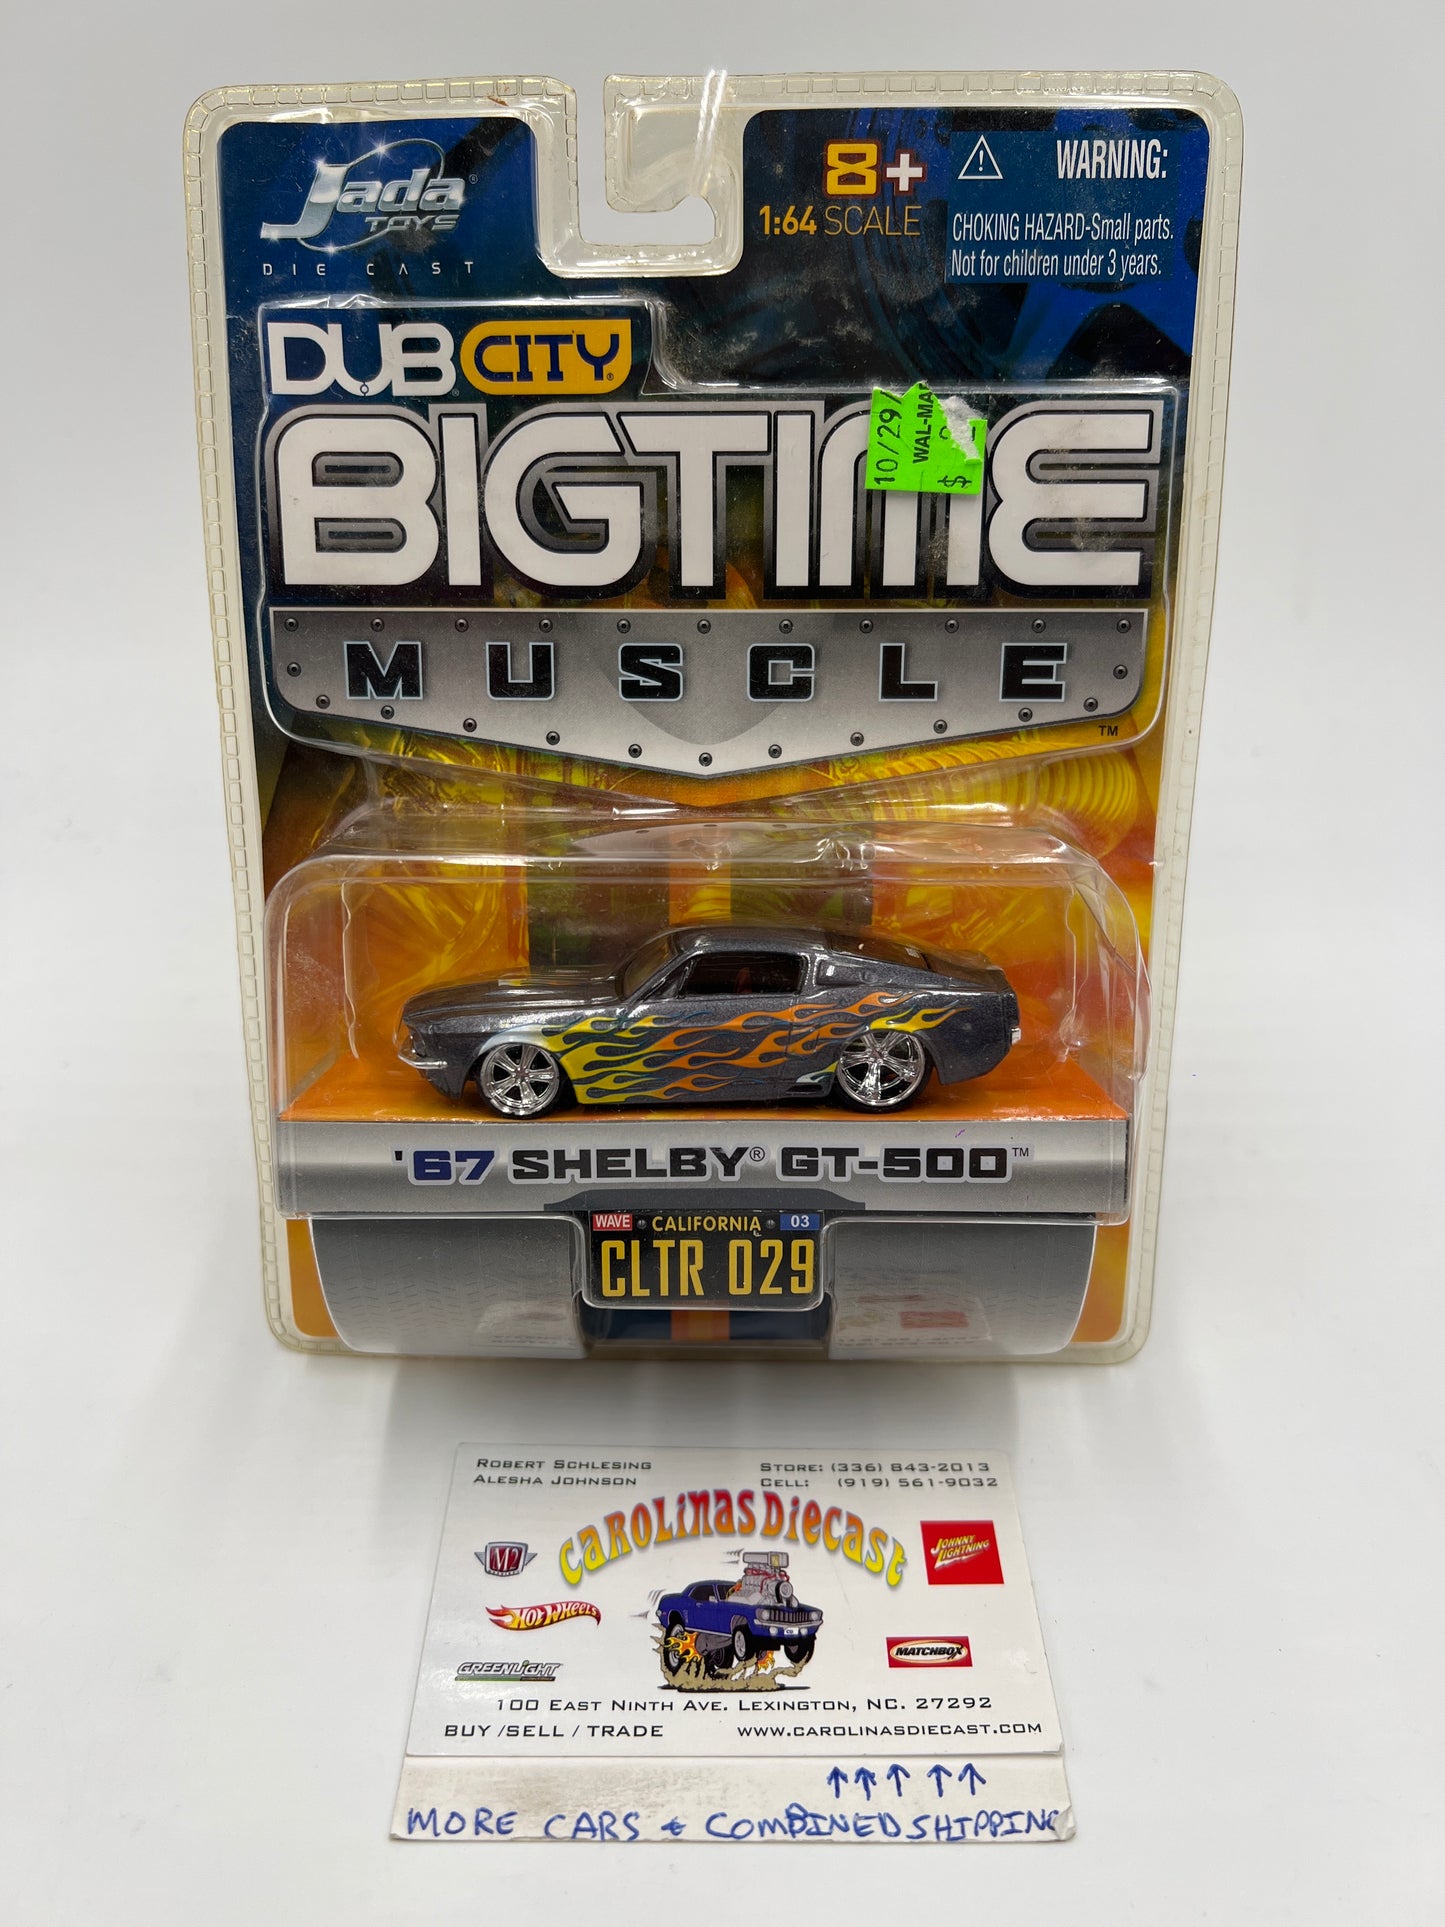 Jada®
TOYS
DIE CAST
8+
1:64 SCALE
WARNING:
CHOKING HAZARD-Small parts.
Not for children under 3 years.
DUB® CITY®
BIGTIME
10/29/
WAL-MA
$
MUSCLE™
'67 SHELBY® GT-500™
WAVE CALIFORNIA 03
CLTR 029
ROBERT SCHLESING
ALESHA JOHNSON
STORE: (336) 843-2013
CELL: (919) 561-9032
CAROLINAS DIECAST
M2
JOHNNY LIGHTNING
HOT WHEELS
MATCHBOX
GREENLIGHT
100 EAST NINTH AVE. LEXINGTON, NC. 27292
BUY /SELL / TRADE WWW.CAROLINASDIECAST.COM
↑↑↑ ↑↑
MORE CARS & COMBINED SHIPPING